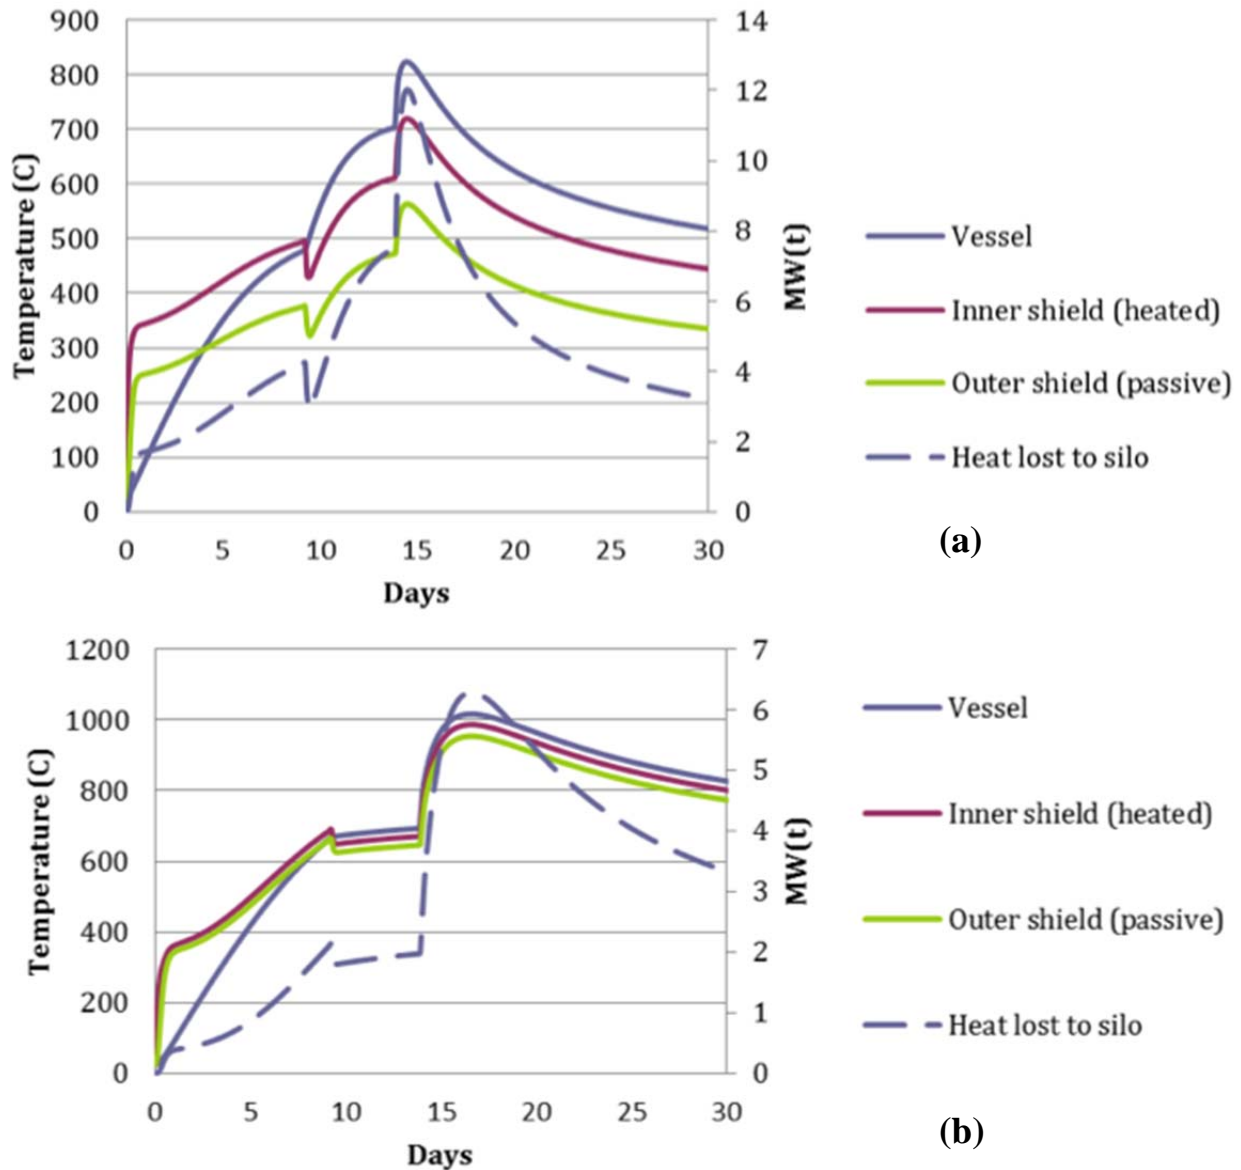 900
800
700
600
500
400
300
200
100
0
Temperature (C)
14
12
10
8
6
4
2
0
MW(t)
0 5 10 15 20 25 30
Days
Vessel
Inner shield (heated)
Outer shield (passive)
Heat lost to silo
(a)
1200
1000
800
600
400
200
0
Temperature (C)
7
6
5
4
3
2
1
0
MW(t)
0 5 10 15 20 25 30
Days
Vessel
Inner shield (heated)
Outer shield (passive)
Heat lost to silo
(b)